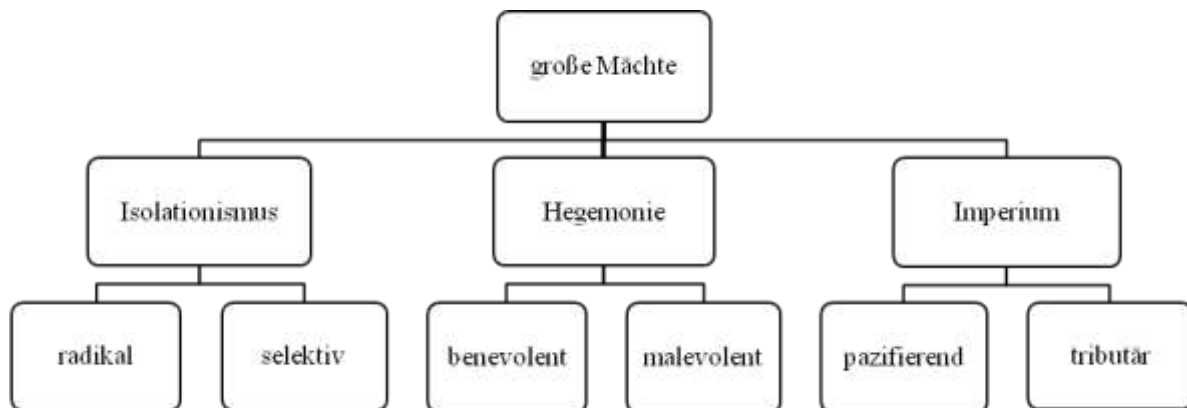 große Mächte
Isolationismus
Hegemonie
Imperium
radikal
selektiv
benevolent
malevolent
pazifierend
tributär